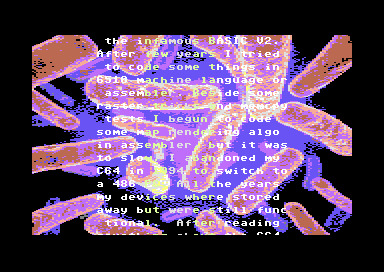 the infamous BASIC V2.
After few years I tried
to code some things in
6510 machine language or
assembler. Beside some
raster tricks and memory
tests I begun to code
some map rendering algo
in assembler, but it was
to slow. I abandoned my
C64 in 1994 to switch to
a 486 All the years
my devices where stored
away but were still func
tional. After reading
C64